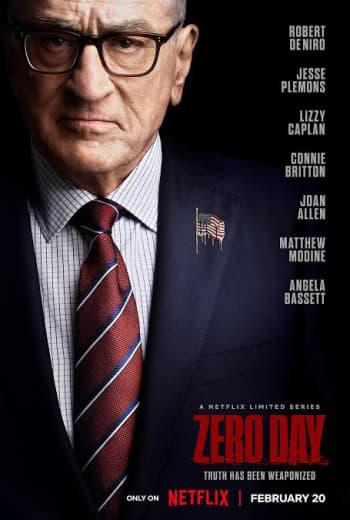 ROBERT
DE NIRO
JESSE
PLEMONS
LIZZY
CAPLAN
CONNIE
BRITTON
JOAN
ALLEN
MATTHEW
MODINE
ANGELA
BASSETT
A NETFLIX LIMITED SERIES
ZERO DAY
TRUTH HAS BEEN WEAPONIZED
ONLY ON NETFLIX | FEBRUARY 20